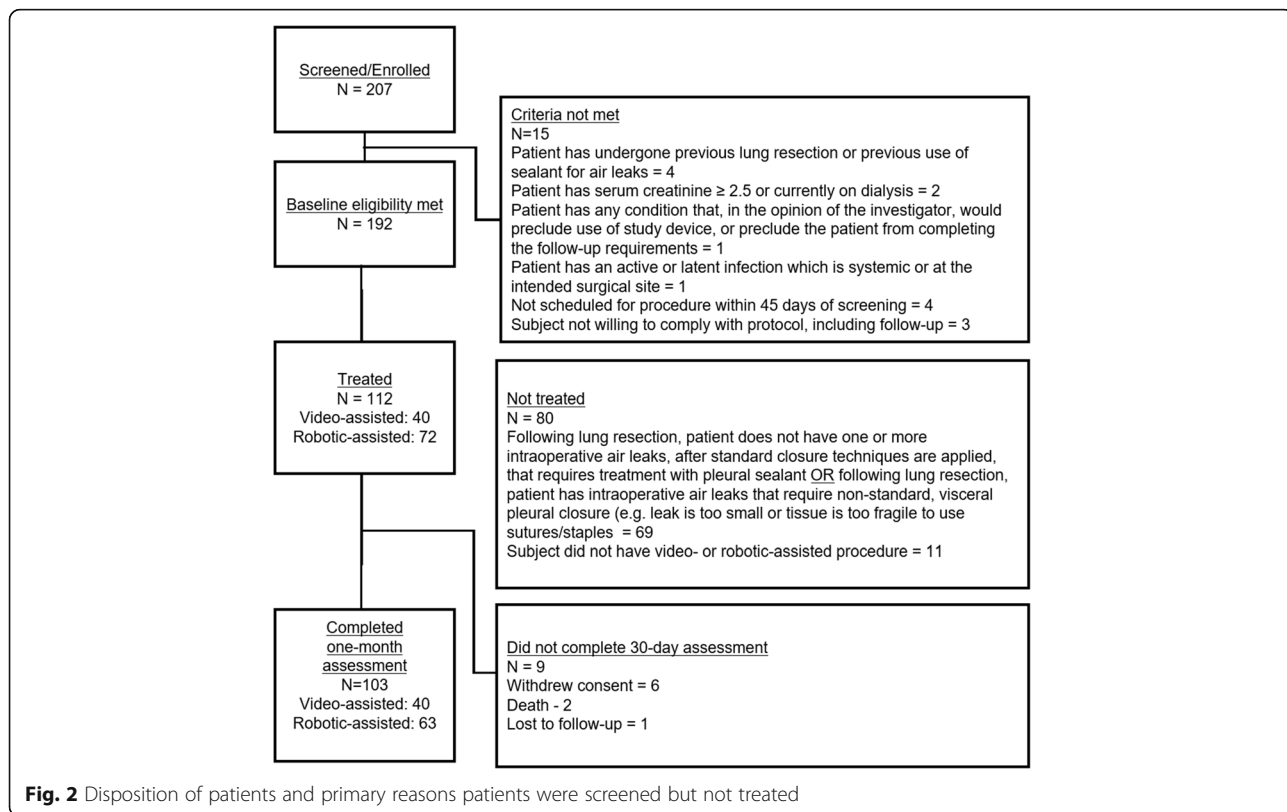 Screened/Enrolled
N = 207
Criteria not met
N=15
Patient has undergone previous lung resection or previous use of
sealant for air leaks = 4
Patient has serum creatinine ≥ 2.5 or currently on dialysis = 2
Patient has any condition that, in the opinion of the investigator, would
preclude use of study device, or preclude the patient from completing
the follow-up requirements = 1
Patient has an active or latent infection which is systemic or at the
intended surgical site = 1
Not scheduled for procedure within 45 days of screening = 4
Subject not willing to comply with protocol, including follow-up = 3
Baseline eligibility met
N = 192
Treated
N = 112
Video-assisted: 40
Robotic-assisted: 72
Not treated
N = 80
Following lung resection, patient does not have one or more
intraoperative air leaks, after standard closure techniques are applied,
that requires treatment with pleural sealant OR following lung resection,
patient has intraoperative air leaks that require non-standard, visceral
pleural closure (e.g. leak is too small or tissue is too fragile to use
sutures/staples = 69
Subject did not have video- or robotic-assisted procedure = 11
Completed
one-month
assessment
N=103
Video-assisted: 40
Robotic-assisted: 63
Did not complete 30-day assessment
N = 9
Withdrew consent = 6
Death - 2
Lost to follow-up = 1
Fig. 2 Disposition of patients and primary reasons patients were screened but not treated